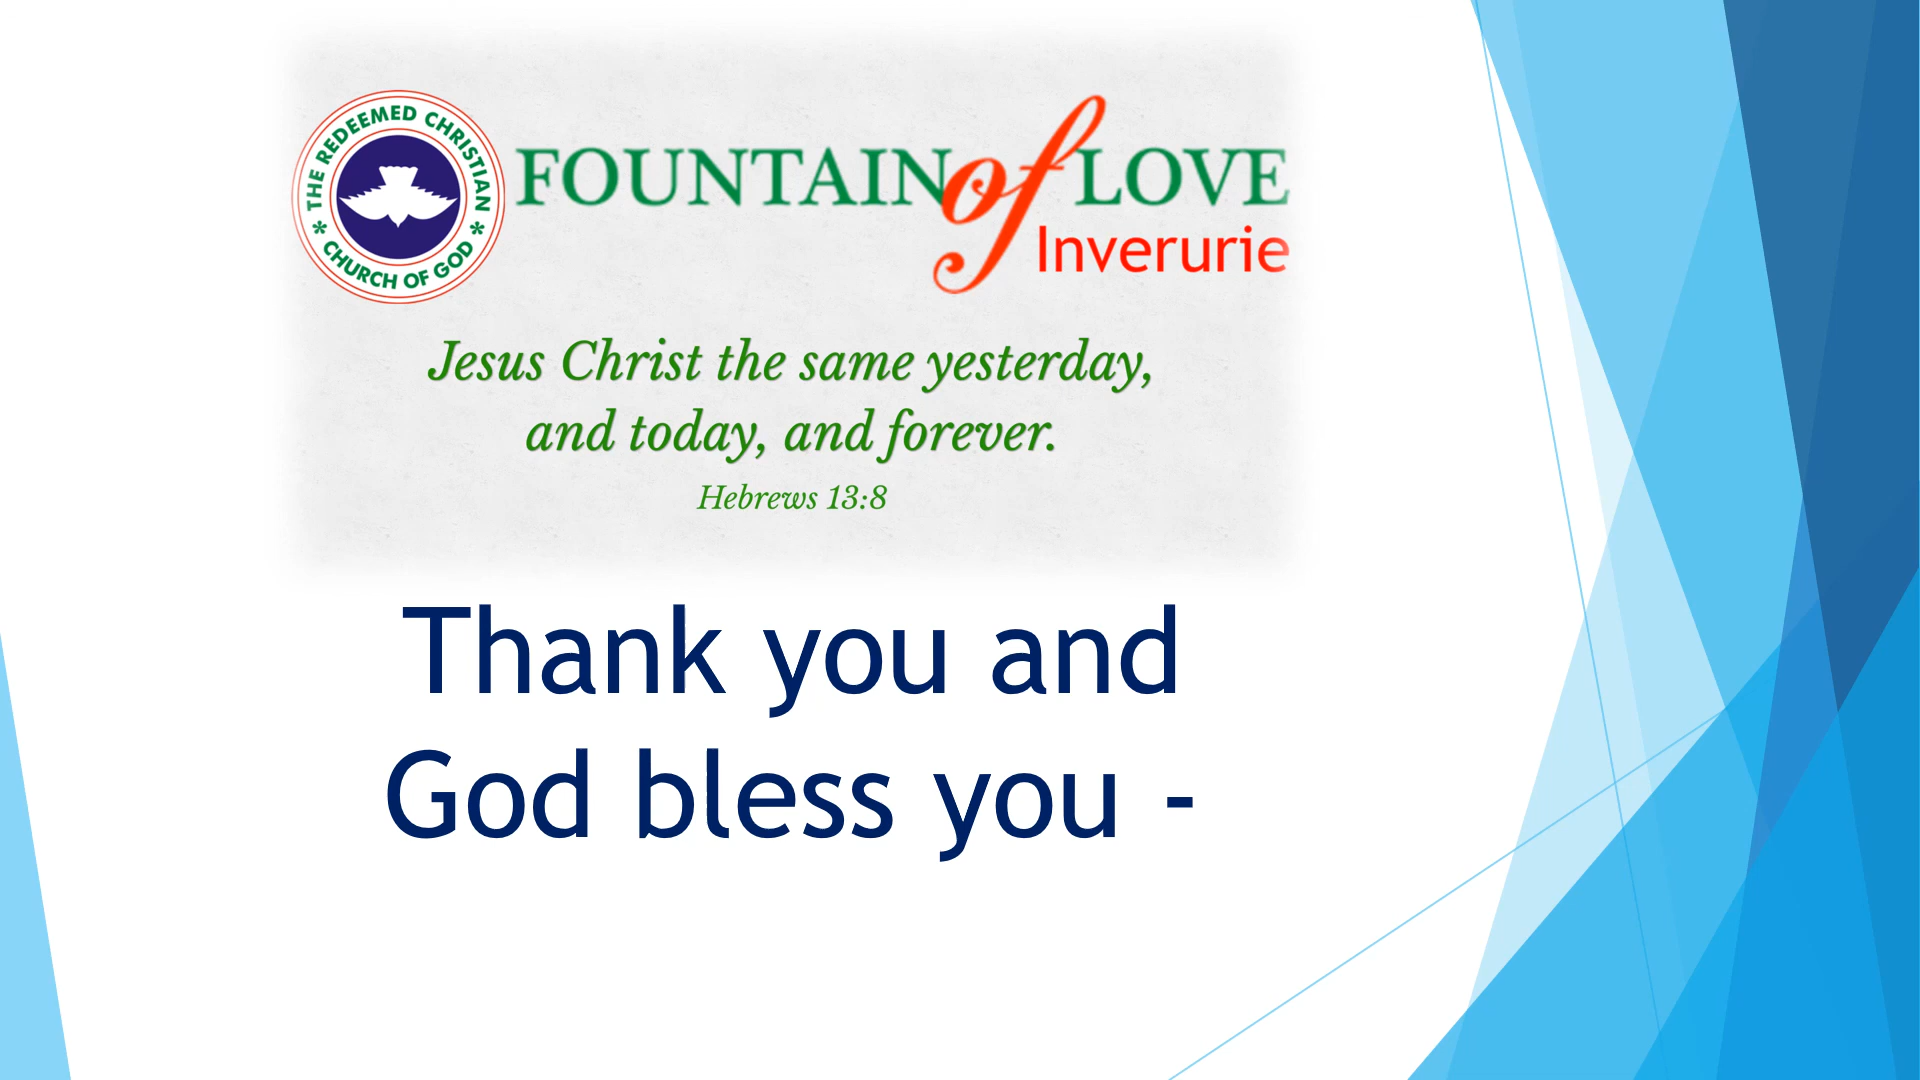 THE REDEEMED CHRISTIAN
* CHURCH OF GOD *
FOUNTAIN of LOVE
Inverurie
Jesus Christ the same yesterday,
and today, and forever.
Hebrews 13:8
Thank you and
God bless you -